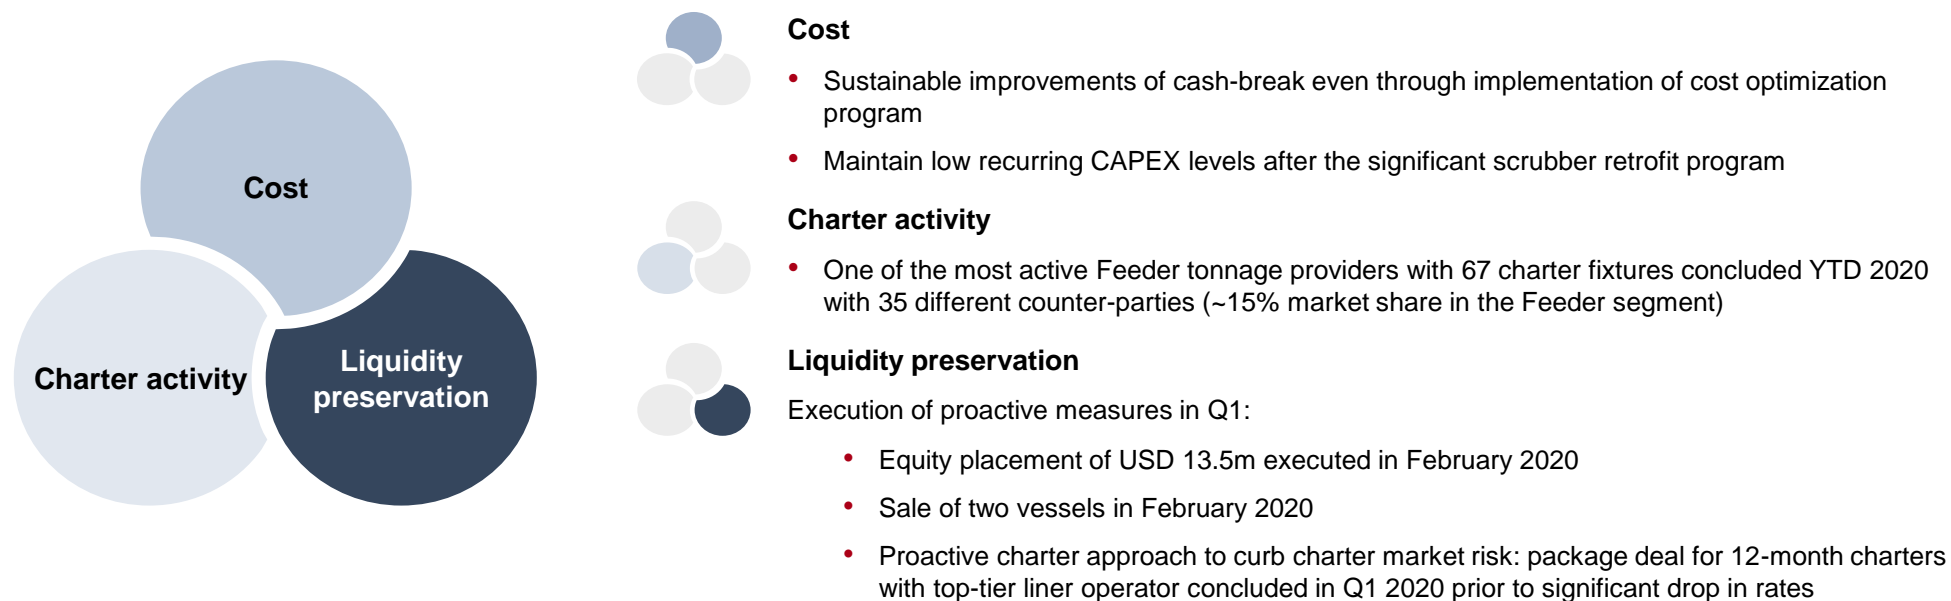 Cost
Charter activity
Liquidity
preservation
Cost
• Sustainable improvements of cash-break even through implementation of cost optimization
program
• Maintain low recurring CAPEX levels after the significant scrubber retrofit program
Charter activity
• One of the most active Feeder tonnage providers with 67 charter fixtures concluded YTD 2020
with 35 different counter-parties (~15% market share in the Feeder segment)
Liquidity preservation
Execution of proactive measures in Q1:
• Equity placement of USD 13.5m executed in February 2020
• Sale of two vessels in February 2020
• Proactive charter approach to curb charter market risk: package deal for 12-month charters
with top-tier liner operator concluded in Q1 2020 prior to significant drop in rates